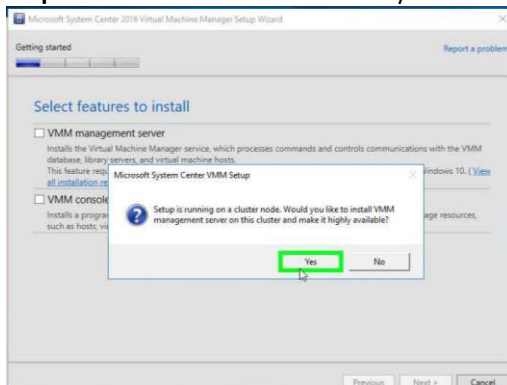 Microsoft System Center 2016 Virtual Machine Manager Setup Wizard
Getting started
Report a problem
Select features to install
VMM management server
Installs the Virtual Machine Manager service, which processes commands and controls communications with the VMM
database, library servers, and virtual machine hosts.
This feature requ
Windows 10. ( View
all installation re
Microsoft System Center VMM Setup
VMM console
Installs a progra
age resources,
such as hosts, vi
Setup is running on a cluster node. Would you like to install VMM
management server on this cluster and make it highly available?
Yes
No
Previous
Next >
Cancel